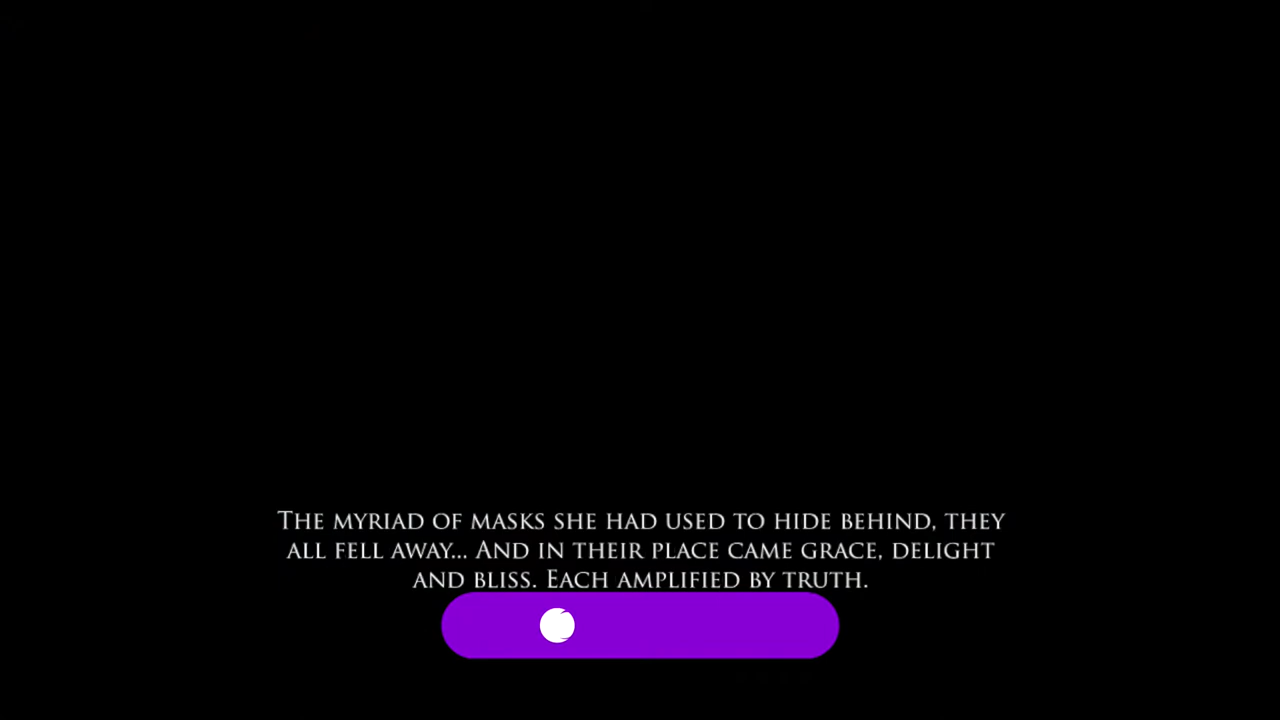 The myriad of masks she had used to hide behind, they
all fell away... And in their place came grace, delight
and bliss. Each amplified by truth.